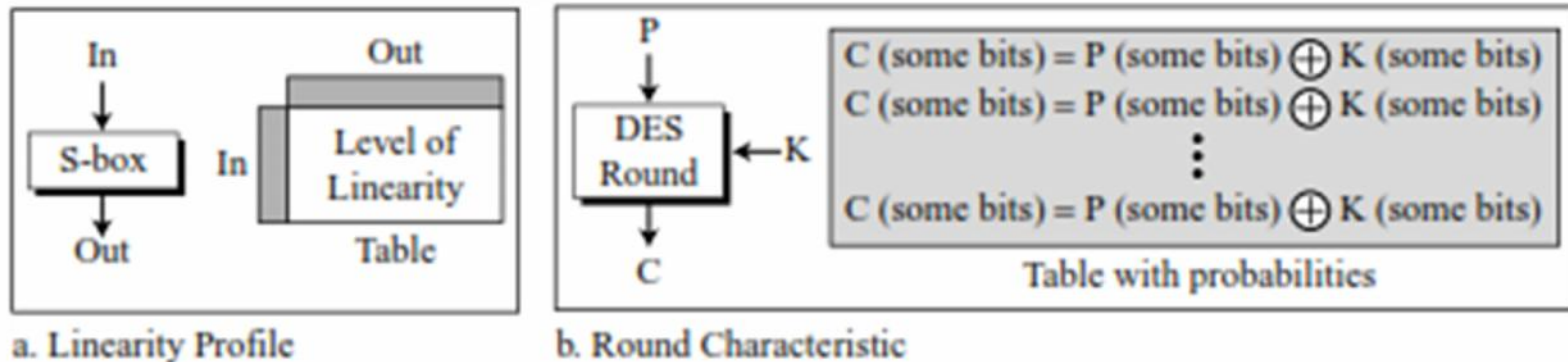 In
S-box
Out
Out
In
Level of
Linearity
Table
a. Linearity Profile
P
DES
Round
K
C
C (some bits) = P (some bits) ⊕ K (some bits)
C (some bits) = P (some bits) ⊕ K (some bits)
⋮
C (some bits) = P (some bits) ⊕ K (some bits)
Table with probabilities
b. Round Characteristic